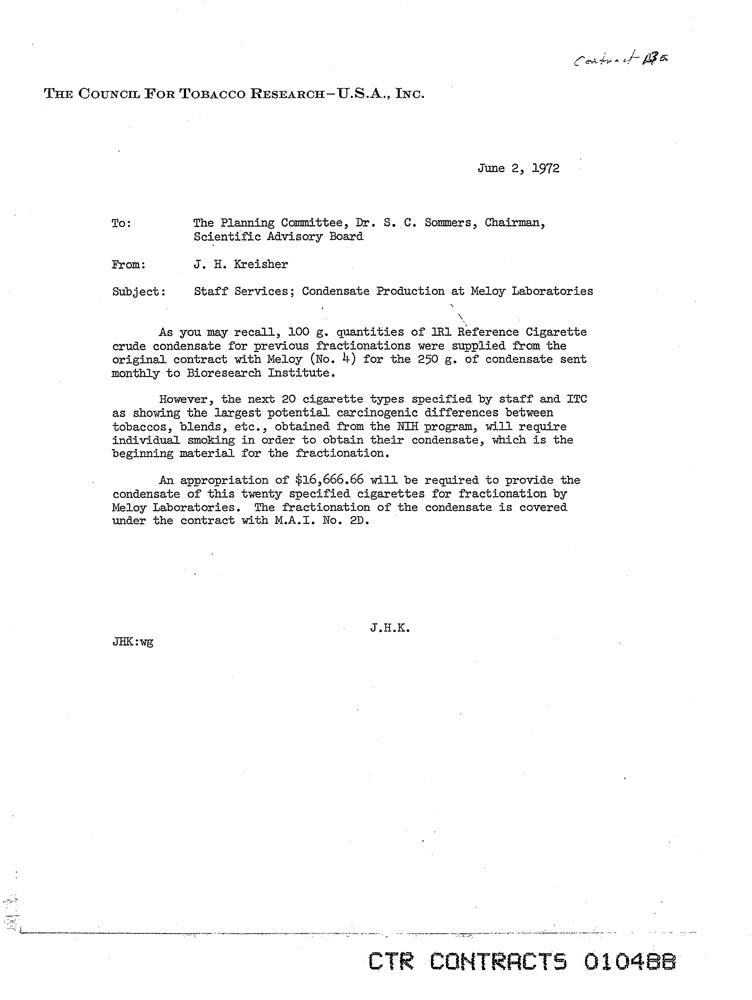 Contract
THE COUNCIL FOR TOBACCO RESEARCH-U.S.A., INC.
June 2, 1972
To: The Planning Committee, Dr. S. C. Sommers, Chairman,
Scientific Advisory Board
From: J. H. Kreisher
Subject: Staff Services; Condensate Production at Meloy Laboratories
As you may recall, 100 g. quantities of 1R1 Reference Cigarette
crude condensate for previous fractionations were supplied from the
original contract with Meloy (No. 4) for the 250 g. of condensate sent
monthly to Bioresearch Institute.
However, the next 20 cigarette types specified by staff and ITC
as showing the largest potential carcinogenic differences between
tobaccos, blends, etc., obtained from the NIH program, will require
individual smoking in order to obtain their condensate, which is the
beginning material for the fractionation.
An appropriation of $16,666.66 will be required to provide the
condensate of this twenty specified cigarettes for fractionation by
Meloy Laboratories. The fractionation of the condensate is covered
under the contract with M.A.I. No. 2D.
J.H.K.
JHK:wg
CTR CONTRACTS 010488